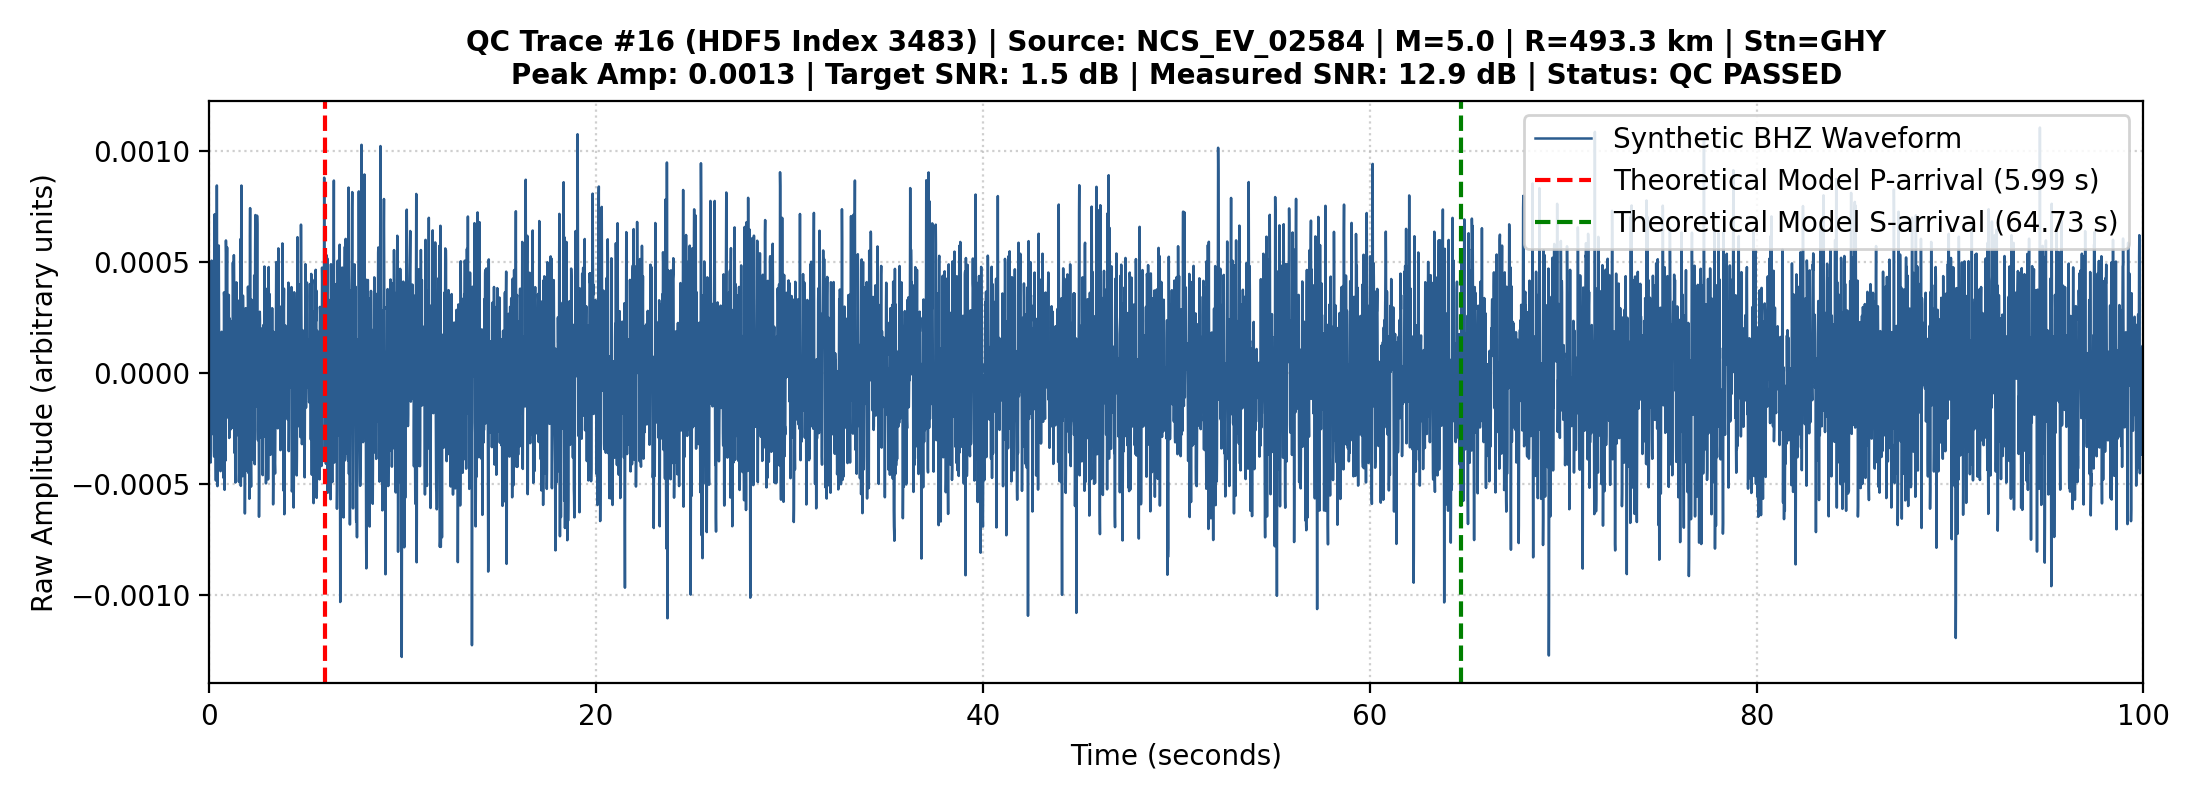 QC Trace #16 (HDF5 Index 3483) | Source: NCS_EV_02584 | M=5.0 | R=493.3 km | Stn=GHY
Peak Amp: 0.0013 | Target SNR: 1.5 dB | Measured SNR: 12.9 dB | Status: QC PASSED
Raw Amplitude (arbitrary units)
0.0010
0.0005
0.0000
−0.0005
−0.0010
Synthetic BHZ Waveform
Theoretical Model P-arrival (5.99 s)
Theoretical Model S-arrival (64.73 s)
0 20 40 60 80 100
Time (seconds)